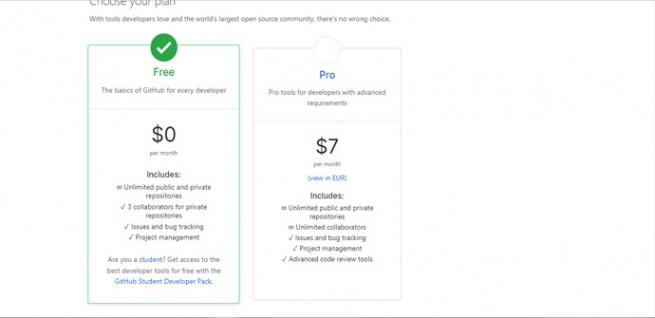 Choose your plan
With tools developers love and the world's largest open source community, there's no wrong choice.
Free
The basics of GitHub for every developer
$0
per month
Includes:
∞ Unlimited public and private
repositories
✓ 3 collaborators for private
repositories
✓ Issues and bug tracking
✓ Project management
Are you a student? Get access to the
best developer tools for free with the
GitHub Student Developer Pack.
Pro
Pro tools for developers with advanced
requirements
$7
per month
(view in EUR)
Includes:
∞ Unlimited public and private
repositories
∞ Unlimited collaborators
✓ Issues and bug tracking
✓ Project management
✓ Advanced code review tools